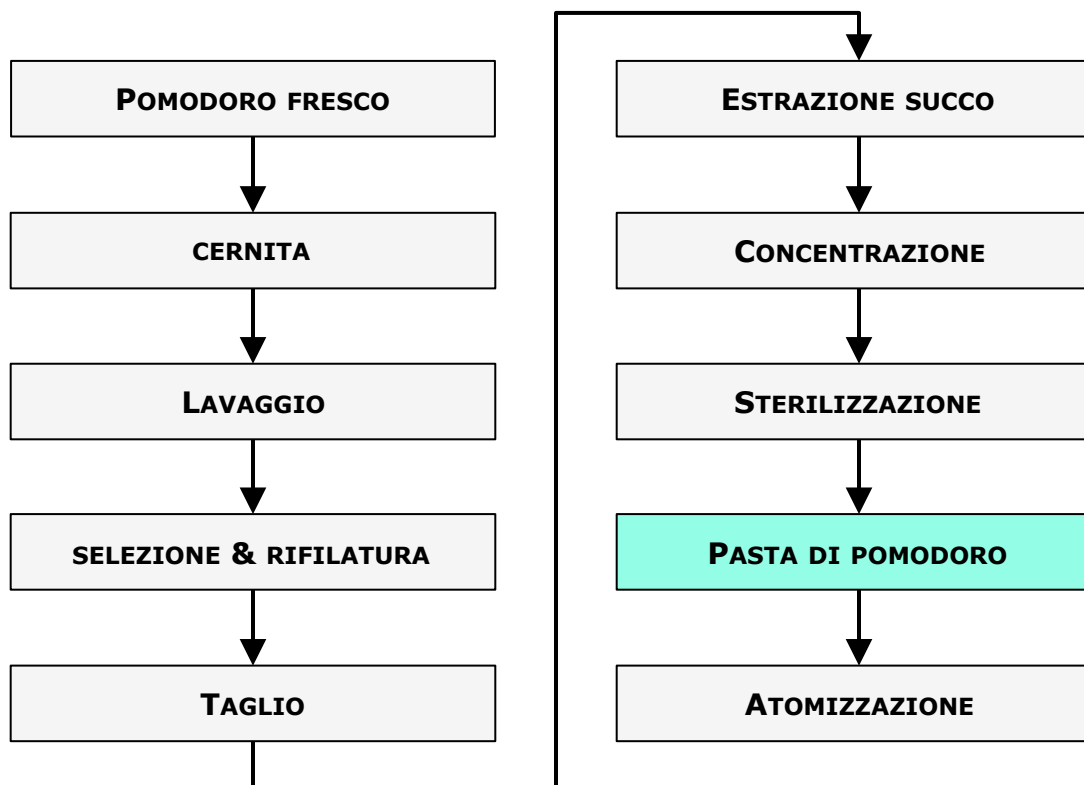 POMODORO FRESCO
CERNITA
LAVAGGIO
SELEZIONE & RIFILATURA
TAGLIO
ESTRAZIONE SUCCO
CONCENTRAZIONE
STERILIZZAZIONE
PASTA DI POMODORO
ATOMIZZAZIONE